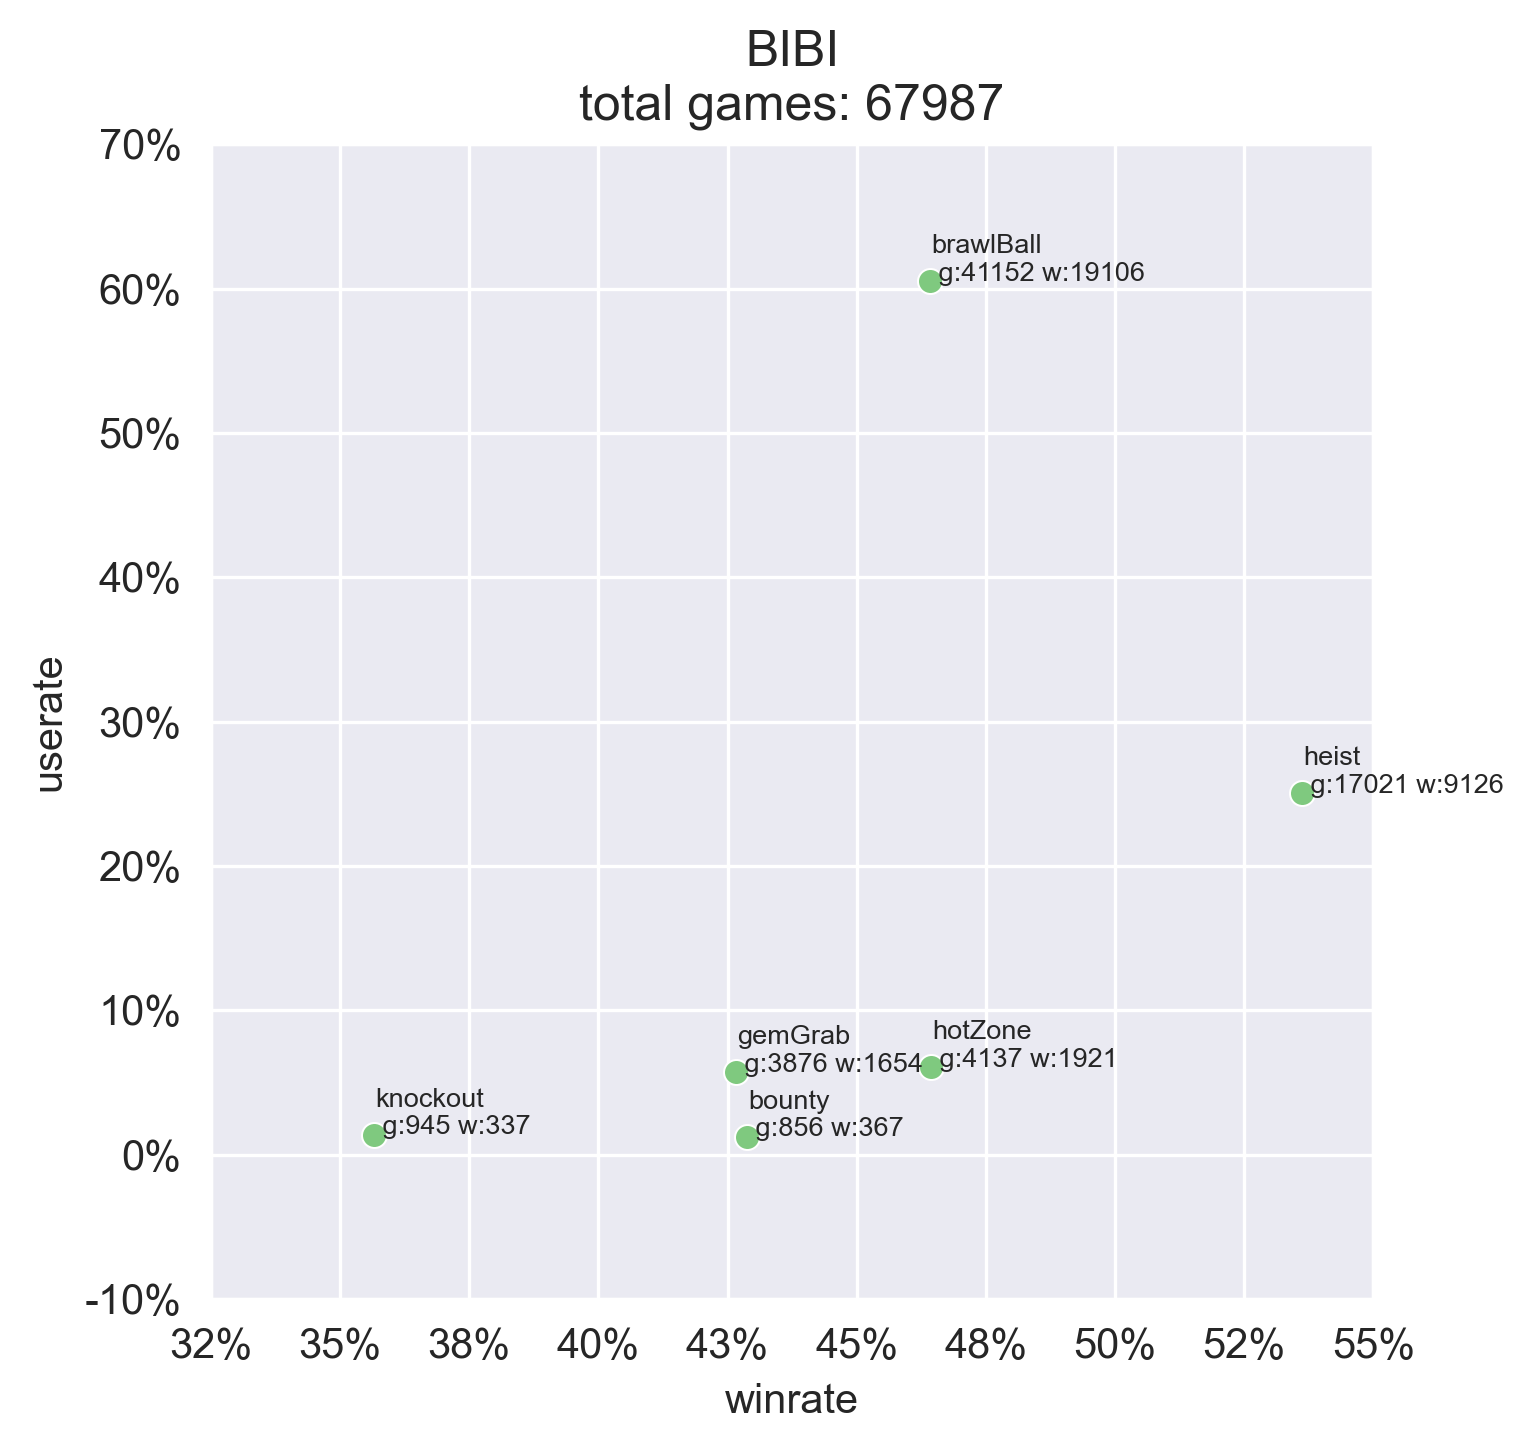 BIBI
total games: 67987
70%
60%
50%
40%
30%
20%
10%
0%
-10%
userate
brawlBall
g:41152 w:19106
heist
g:17021 w:9126
gemGrab
g:3876 w:1654
hotZone
g:4137 w:1921
knockout
g:945 w:337
bounty
g:856 w:367
32% 35% 38% 40% 43% 45% 48% 50% 52% 55%
winrate